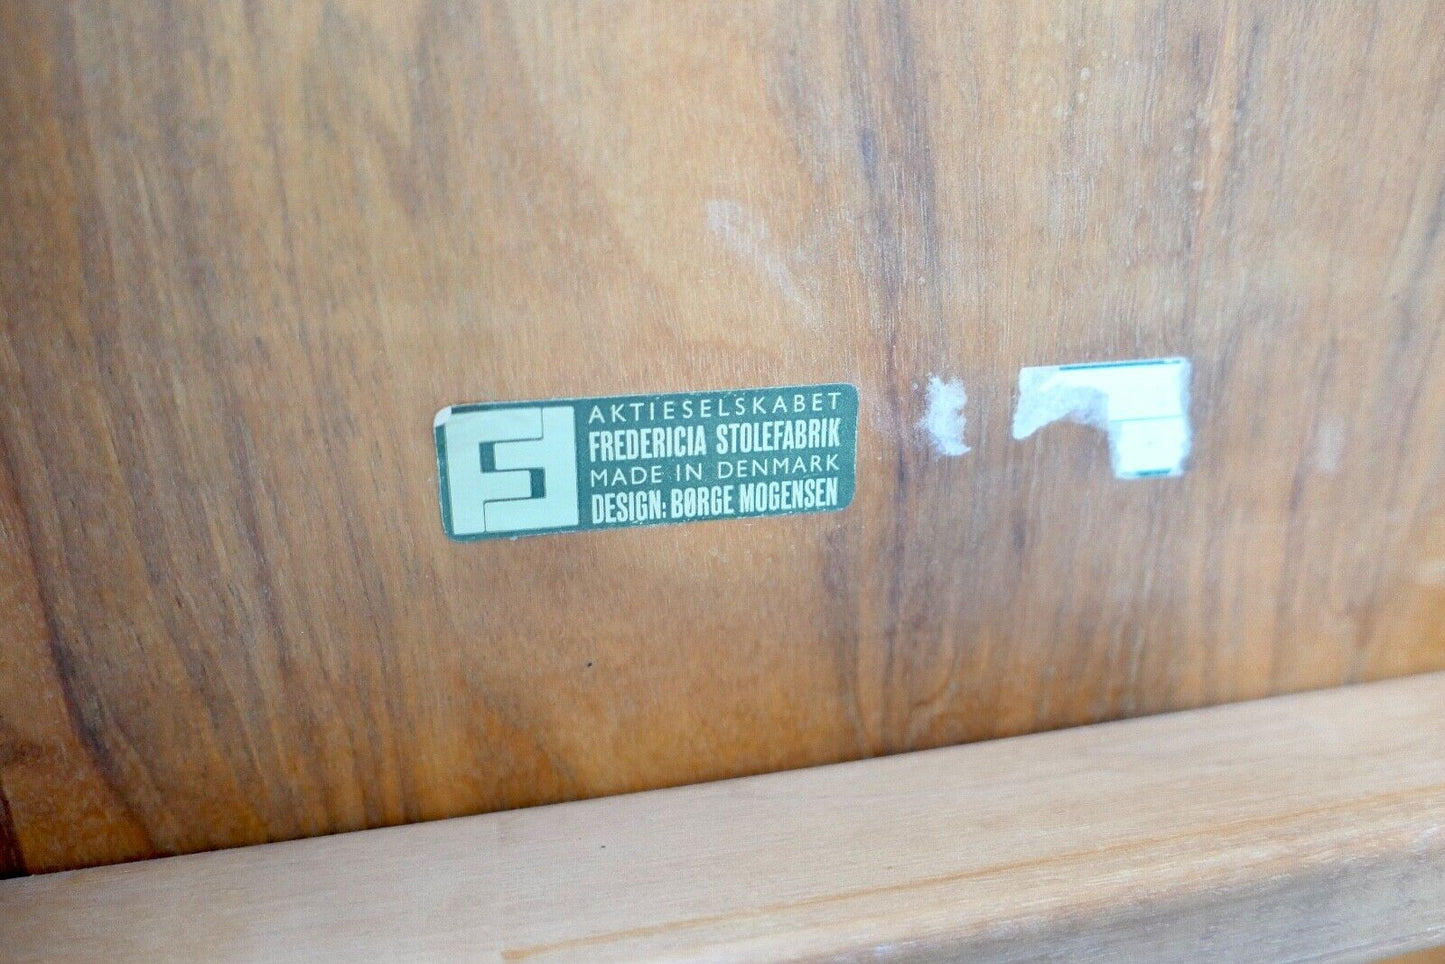 AKTIESELSKABET
FREDERICIA STOLEFABRIK
MADE IN DENMARK
DESIGN: BØRGE MOGENSEN